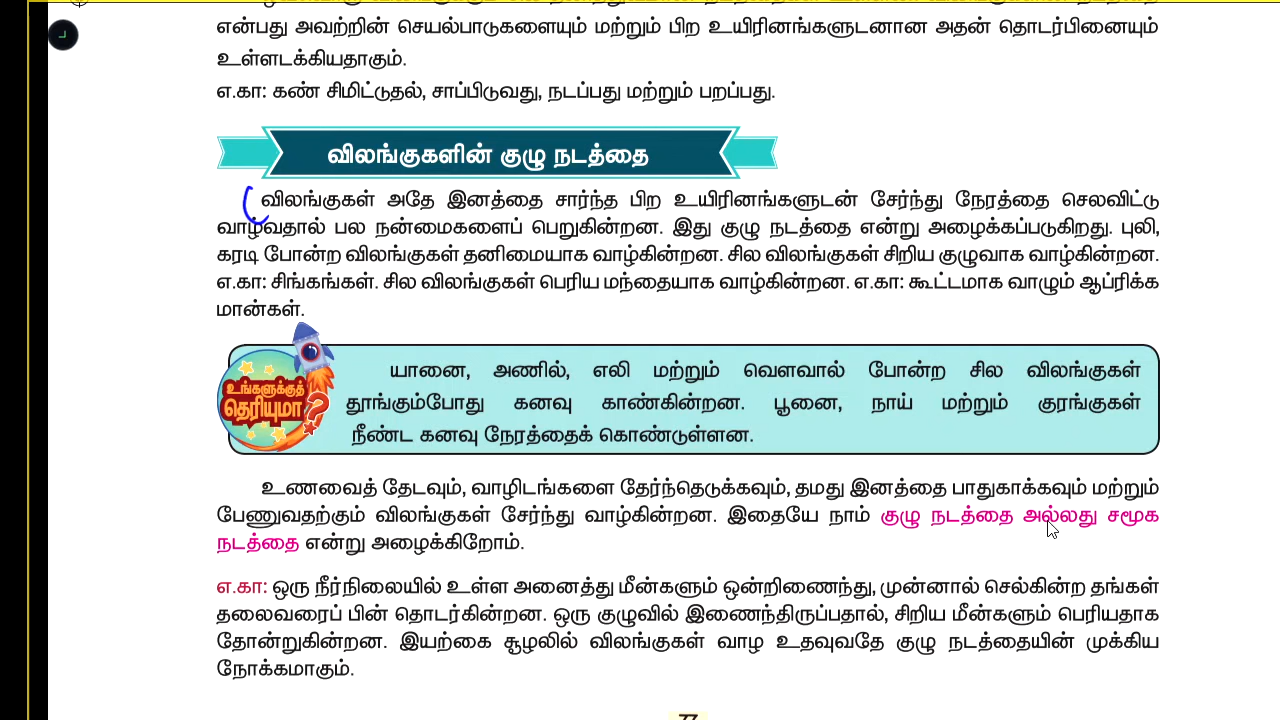 என்பது அவற்றின் செயல்பாடுகளையும் மற்றும் பிற உயிரினங்களுடனான அதன் தொடர்பினையும்
உள்ளடக்கியதாகும்.
எ.கா: கண் சிமிட்டுதல், சாப்பிடுவது, நடப்பது மற்றும் பறப்பது.
விலங்குகளின் குழு நடத்தை
விலங்குகள் அதே இனத்தை சார்ந்த பிற உயிரினங்களுடன் சேர்ந்து நேரத்தை செலவிட்டு
வாழ்வதால் பல நன்மைகளைப் பெறுகின்றன. இது குழு நடத்தை என்று அழைக்கப்படுகிறது. புலி,
கரடி போன்ற விலங்குகள் தனிமையாக வாழ்கின்றன. சில விலங்குகள் சிறிய குழுவாக வாழ்கின்றன.
எ.கா: சிங்கங்கள். சில விலங்குகள் பெரிய மந்தையாக வாழ்கின்றன. எ.கா: கூட்டமாக வாழும் ஆப்ரிக்க
மான்கள்.
உங்களுக்குத்
தெரியுமா?
யானை, அணில், எலி மற்றும் வெளவால் போன்ற சில விலங்குகள்
தூங்கும்போது கனவு காண்கின்றன. பூனை, நாய் மற்றும் குரங்குகள்
நீண்ட கனவு நேரத்தைக் கொண்டுள்ளன.
உணவைத் தேடவும், வாழிடங்களை தேர்ந்தெடுக்கவும், தமது இனத்தை பாதுகாக்கவும் மற்றும்
பேணுவதற்கும் விலங்குகள் சேர்ந்து வாழ்கின்றன. இதையே நாம் குழு நடத்தை அல்லது சமூக
நடத்தை என்று அழைக்கிறோம்.
எ.கா: ஒரு நீர்நிலையில் உள்ள அனைத்து மீன்களும் ஒன்றிணைந்து, முன்னால் செல்கின்ற தங்கள்
தலைவரைப் பின் தொடர்கின்றன. ஒரு குழுவில் இணைந்திருப்பதால், சிறிய மீன்களும் பெரியதாக
தோன்றுகின்றன. இயற்கை சூழலில் விலங்குகள் வாழ உதவுவதே குழு நடத்தையின் முக்கிய
நோக்கமாகும்.
77